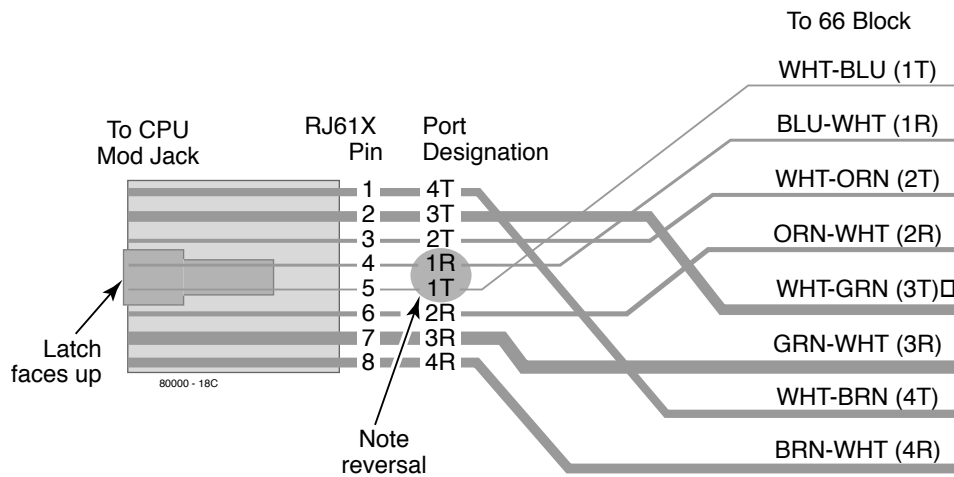 To 66 Block
WHT-BLU (1T)
BLU-WHT (1R)
WHT-ORN (2T)
ORN-WHT (2R)
WHT-GRN (3T)□
GRN-WHT (3R)
WHT-BRN (4T)
BRN-WHT (4R)
To CPU
Mod Jack
RJ61X
Pin
Port
Designation
1 4T
2 3T
3 2T
4 1R
5 1T
6 2R
7 3R
8 4R
Latch
faces up
80000 - 18C
Note
reversal